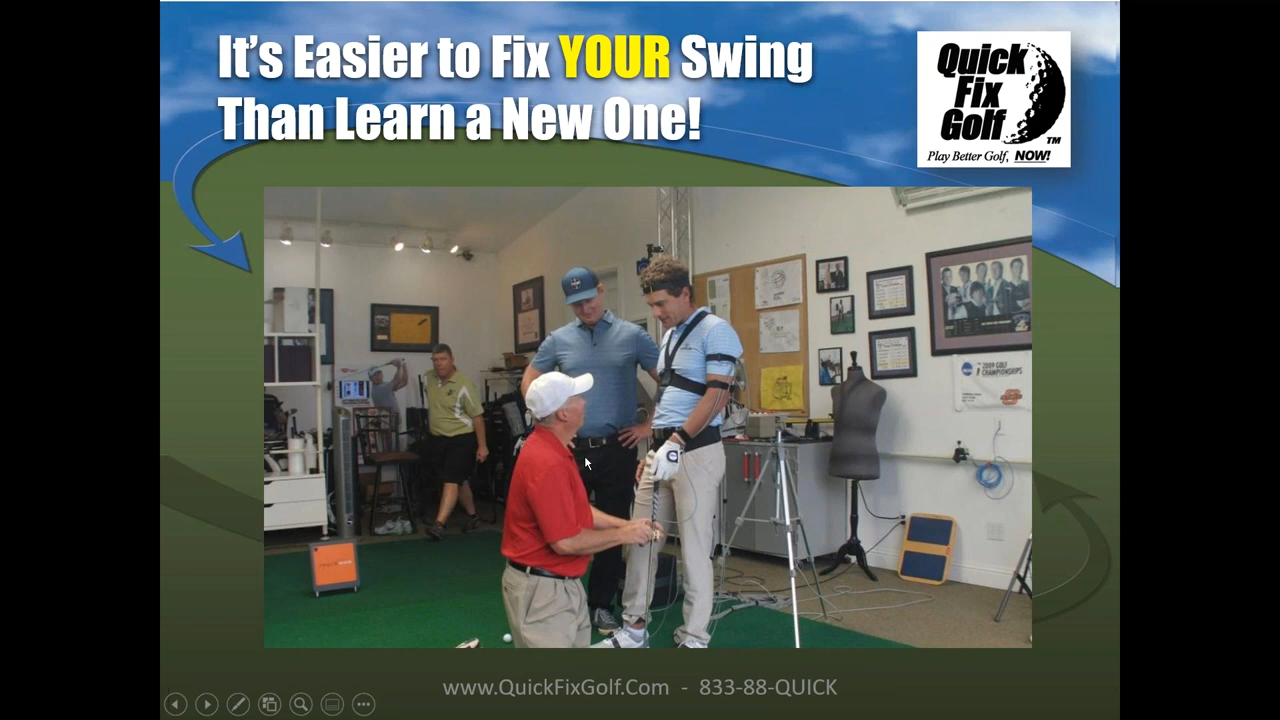 It's Easier to Fix YOUR Swing
Than Learn a New One!
Quick
Fix
Golf
TM
Play Better Golf, NOW!
2009 GOLF
CHAMPIONSHIPS
www.QuickFixGolf.Com - 833-88-QUICK